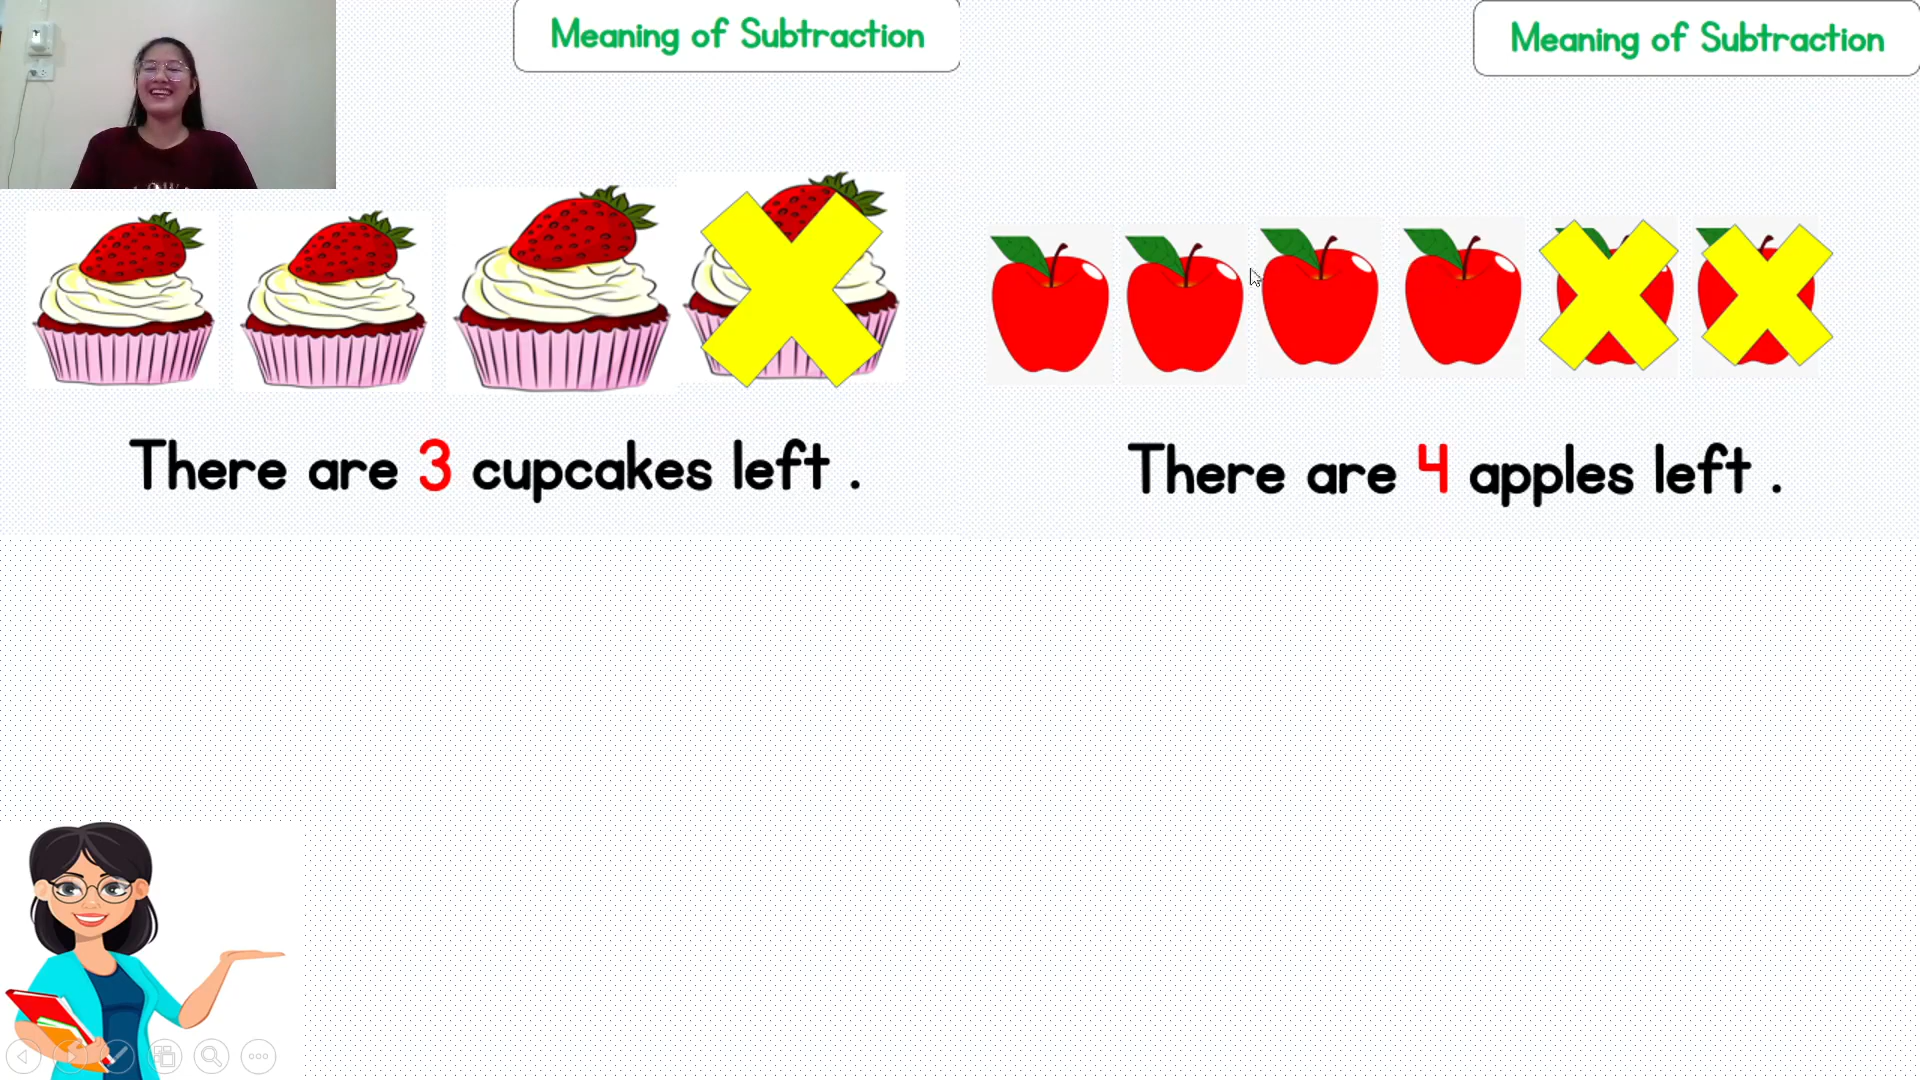 Meaning of Subtraction
Meaning of Subtraction
There are 3 cupcakes left .
There are 4 apples left .